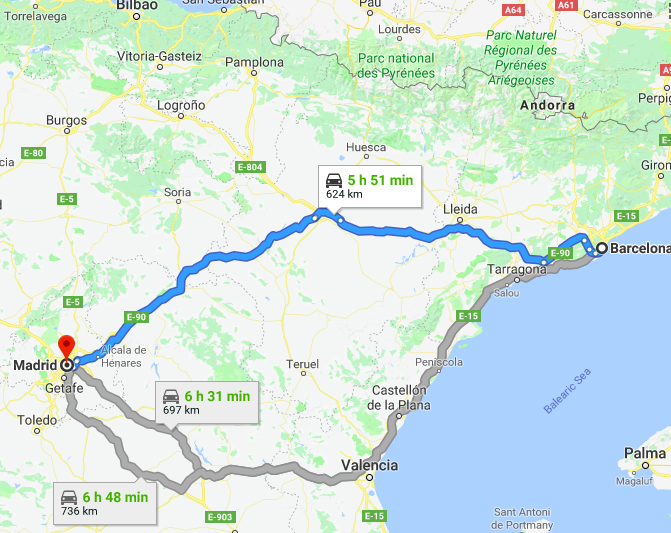 San Sebastián
Pau
A64
A61
Torrelavega
Bilbao
Carcassonne
Lourdes
Parc Naturel
Régional des
Pyrénées
Ariégeoises
Vitoria-Gasteiz
Parc national
des Pyrénées
Pamplona
Andorra
Logroño
Burgos
Huesca
E-80
E-804
5 h 51 min
624 km
E-5
Soria
Lleida
E-15
Barcelona
E-90
Tarragona
Salou
E-5
E-90
E-15
Madrid
Alcalá de
Henares
Getafe
Teruel
Peñíscola
6 h 31 min
697 km
Castellón
de la Plana
Balearic Sea
Toledo
Valencia
Palma
Magaluf
6 h 48 min
736 km
E-903
E-15
Sant Antoni
de Portmany